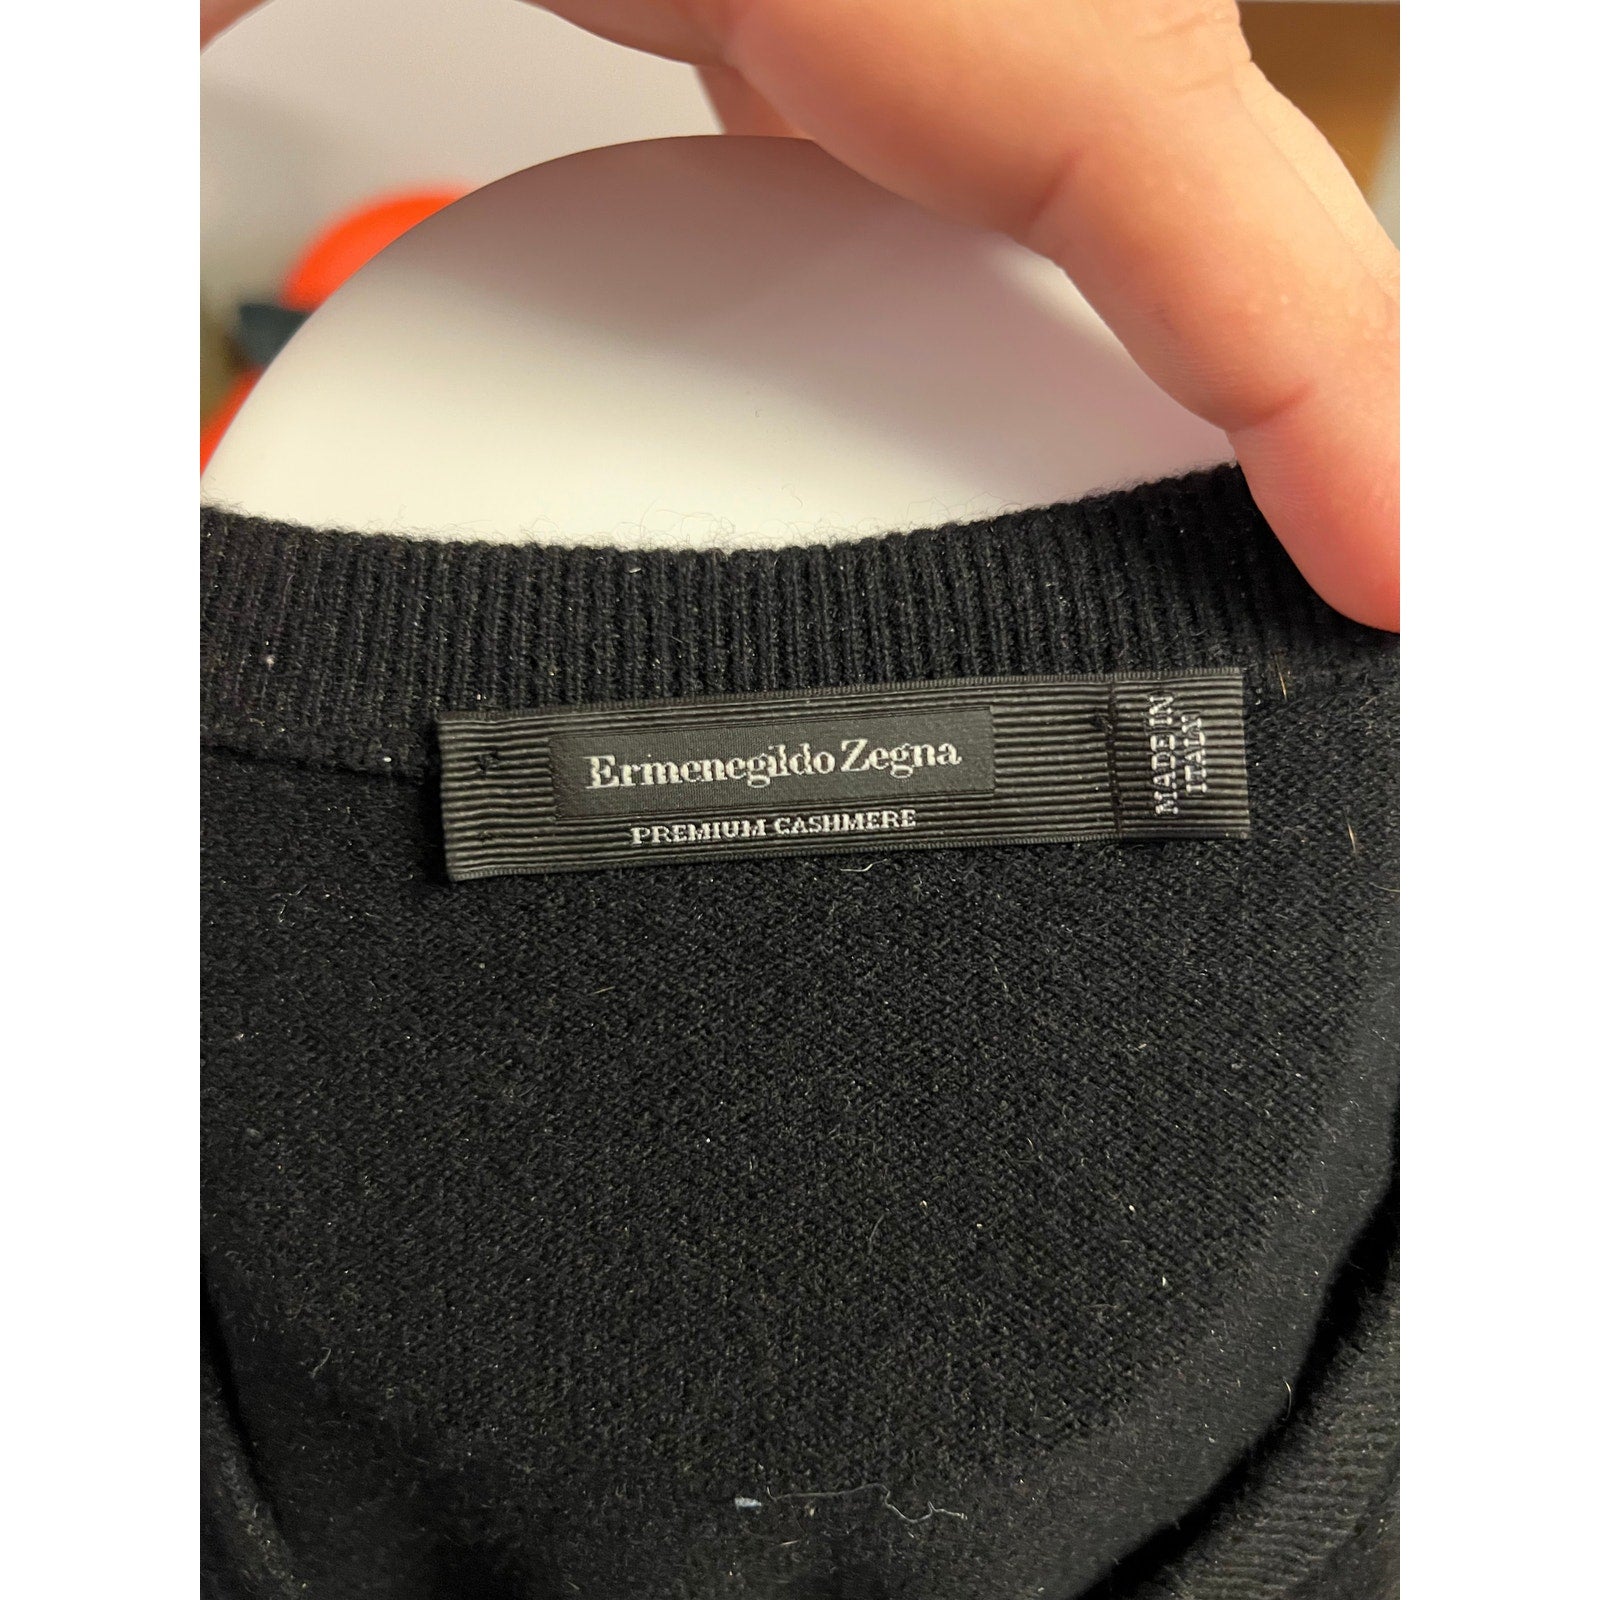 Ermenegildo Zegna
PREMIUM CASHMERE
MADE IN
ITALY